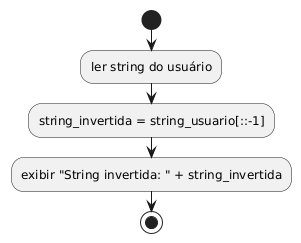 ler string do usuário
string_invertida = string_usuario[::-1]
exibir "String invertida: " + string_invertida